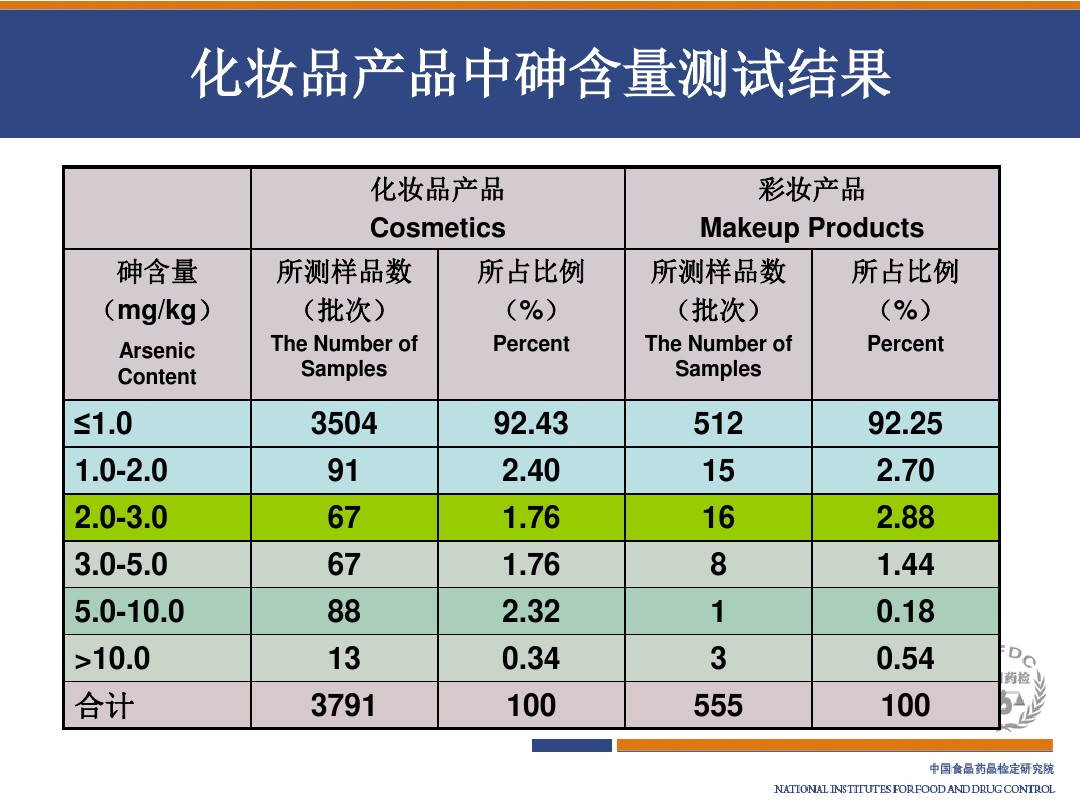 化妆品产品中砷含量测试结果
化妆品产品 彩妆产品
Cosmetics Makeup Products
砷含量 所测样品数 所占比例 所测样品数 所占比例
（mg/kg） （批次） （%） （批次） （%）
Arsenic The Number of Percent The Number of Percent
Content Samples Samples
≤1.0 3504 92.43 512 92.25
1.0-2.0 91 2.40 15 2.70
2.0-3.0 67 1.76 16 2.88
3.0-5.0 67 1.76 8 1.44
5.0-10.0 88 2.32 1 0.18
>10.0 13 0.34 3 0.54
合计 3791 100 555 100
药检
中国食品药品检定研究院
NATIONAL INSTITUTES FOR FOOD AND DRUG CONTROL